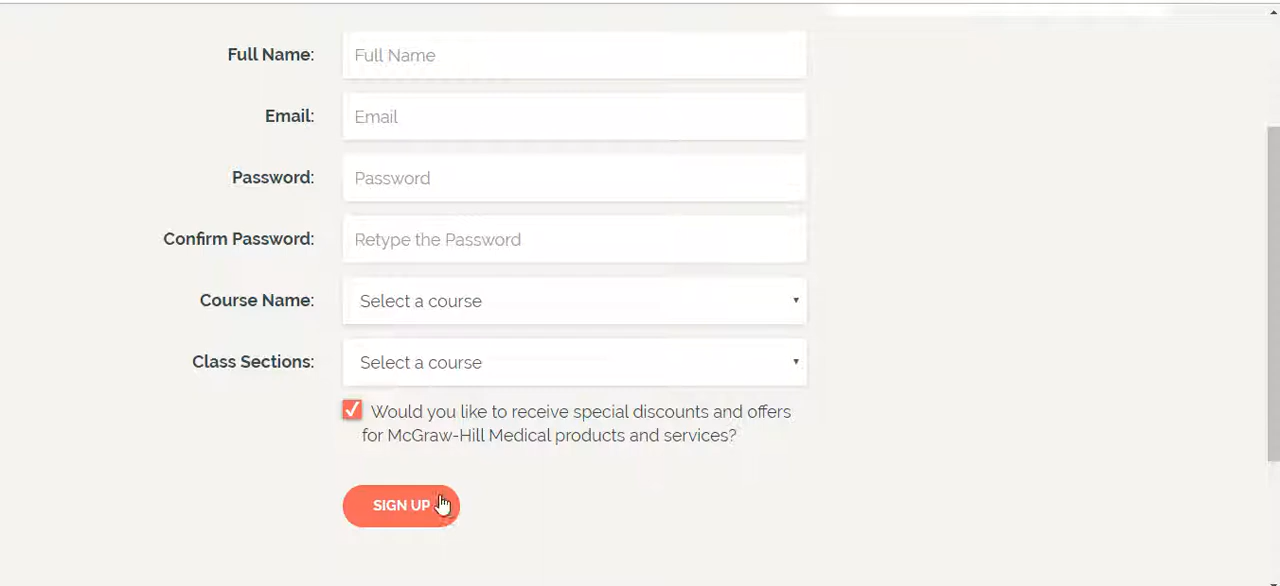 Full Name: Full Name
Email: Email
Password: Password
Confirm Password: Retype the Password
Course Name: Select a course
Class Sections: Select a course
Would you like to receive special discounts and offers
for McGraw-Hill Medical products and services?
SIGN UP